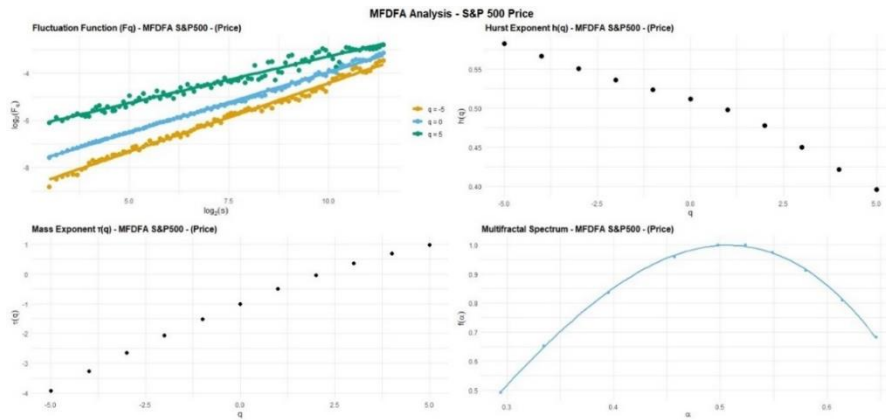 MFDFA Analysis - S&P 500 Price
Fluctuation Function (Fq) - MFDFA S&P500 - (Price)
-4
-6
-8
5.0
7.5
10.0
log₂(Fq)
log₂(s)
q = -5
q = 0
q = 5
Hurst Exponent h(q) - MFDFA S&P500 - (Price)
0.55
0.50
0.45
0.40
-5.0
-2.5
0.0
2.5
5.0
h(q)
q
Mass Exponent τ(q) - MFDFA S&P500 - (Price)
1
0
-1
-2
-3
-4
-5.0
-2.5
0.0
2.5
5.0
τ(q)
q
Multifractal Spectrum - MFDFA S&P500 - (Price)
1.0
0.9
0.8
0.7
0.6
0.5
0.3
0.4
0.5
0.6
f(α)
α